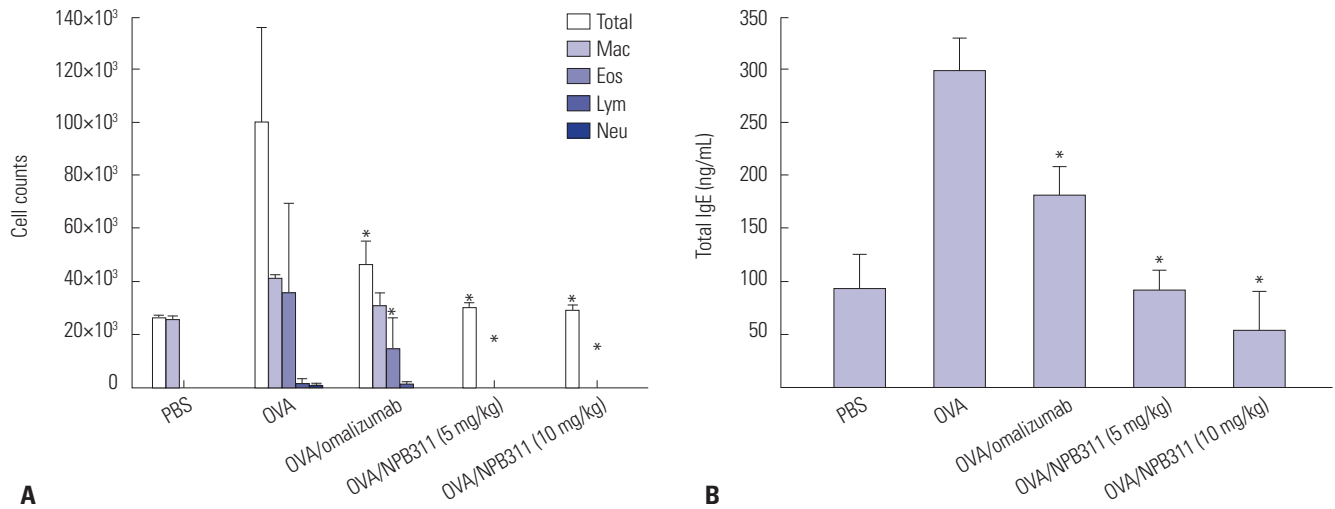 140×10³
120×10³
100×10³
80×10³
60×10³
40×10³
20×10³
0
Cell counts
Total
Mac
Eos
Lym
Neu
*
*
*
*
*
*
PBS
OVA
OVA/omalizumab
OVA/NPB311 (5 mg/kg)
OVA/NPB311 (10 mg/kg)
A
350
300
250
200
150
100
50
Total IgE (ng/mL)
*
*
*
PBS
OVA
OVA/omalizumab
OVA/NPB311 (5 mg/kg)
OVA/NPB311 (10 mg/kg)
B